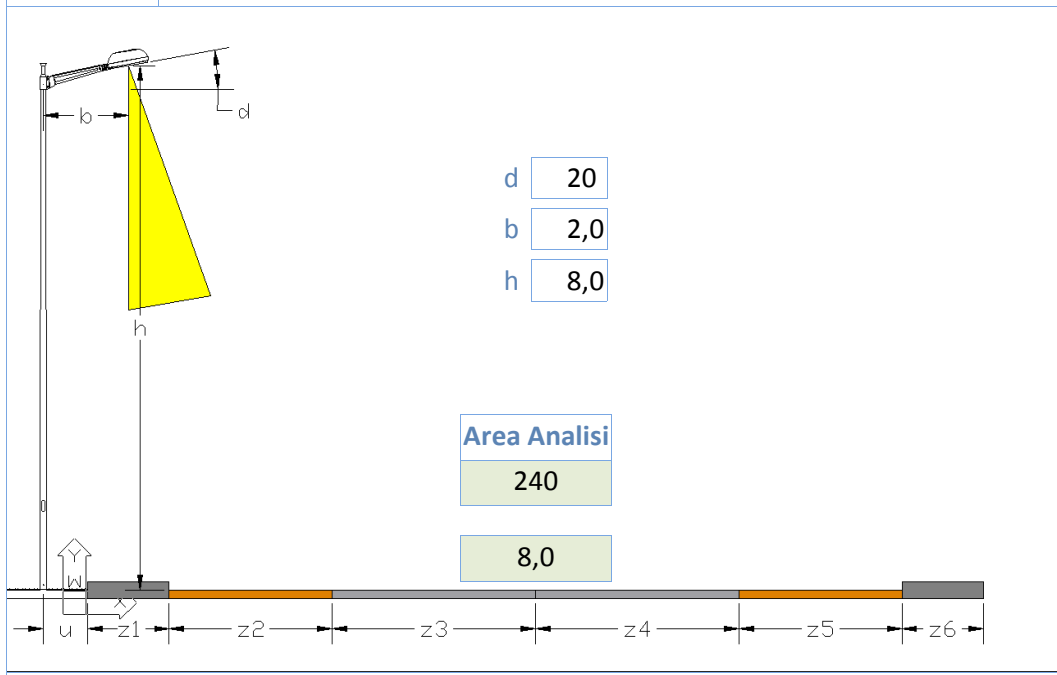 b
d
d 20
b 2,0
h 8,0
h
Area Analisi
240
8,0
Y
W
X
u z1 z2 z3 z4 z5 z6